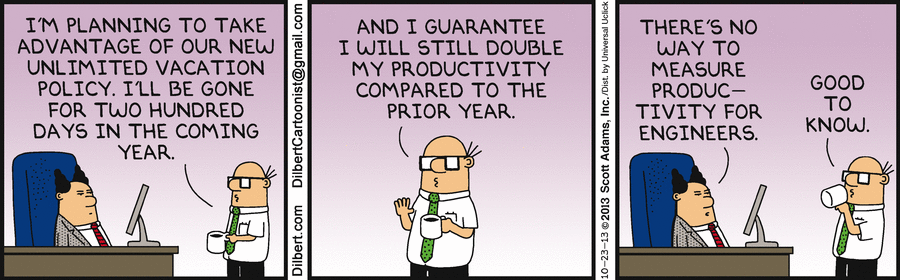 I'M PLANNING TO TAKE
ADVANTAGE OF OUR NEW
UNLIMITED VACATION
POLICY. I'LL BE GONE
FOR TWO HUNDRED
DAYS IN THE COMING
YEAR.
Dilbert.com DilbertCartoonist@gmail.com
AND I GUARANTEE
I WILL STILL DOUBLE
MY PRODUCTIVITY
COMPARED TO THE
PRIOR YEAR.
10-23-13 © 2013 Scott Adams, Inc. /Dist. by Universal Uclick
THERE'S NO
WAY TO
MEASURE
PRODUC-
TIVITY FOR
ENGINEERS.
GOOD
TO
KNOW.